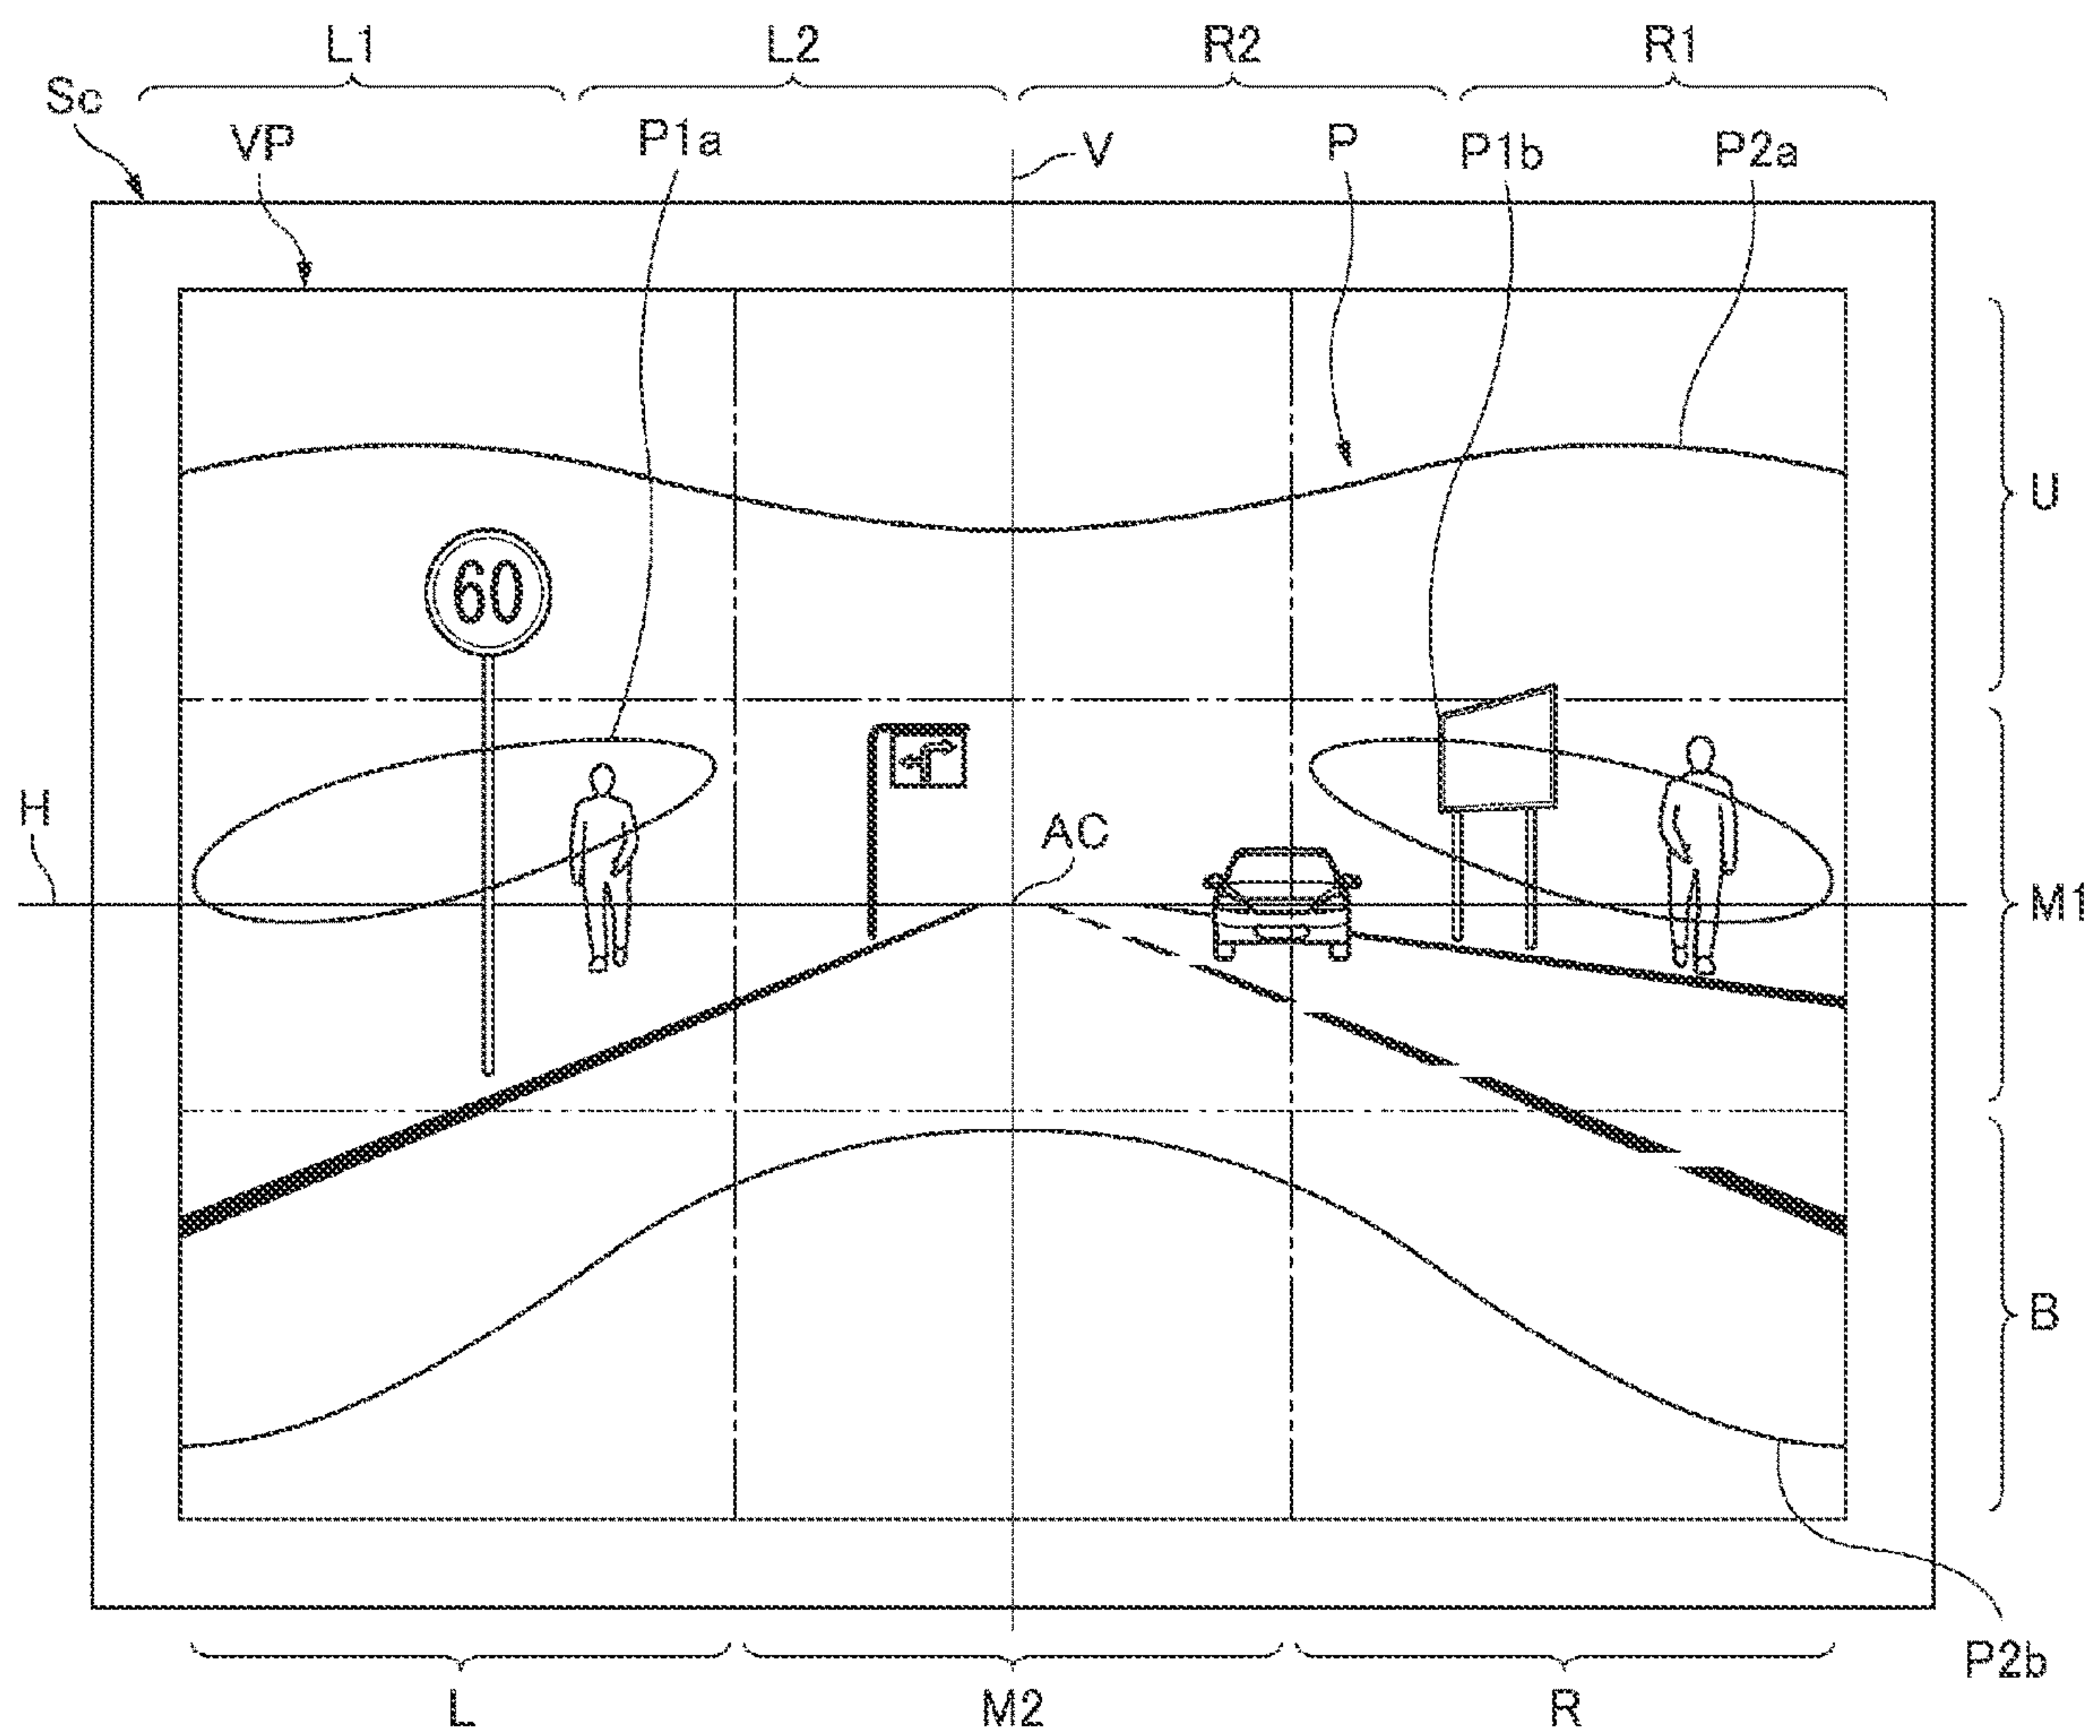 L1 L2 R2 R1
Sc VP P1a V P P1b P2a
U
60
H AC M1
B
P2b
L M2 R